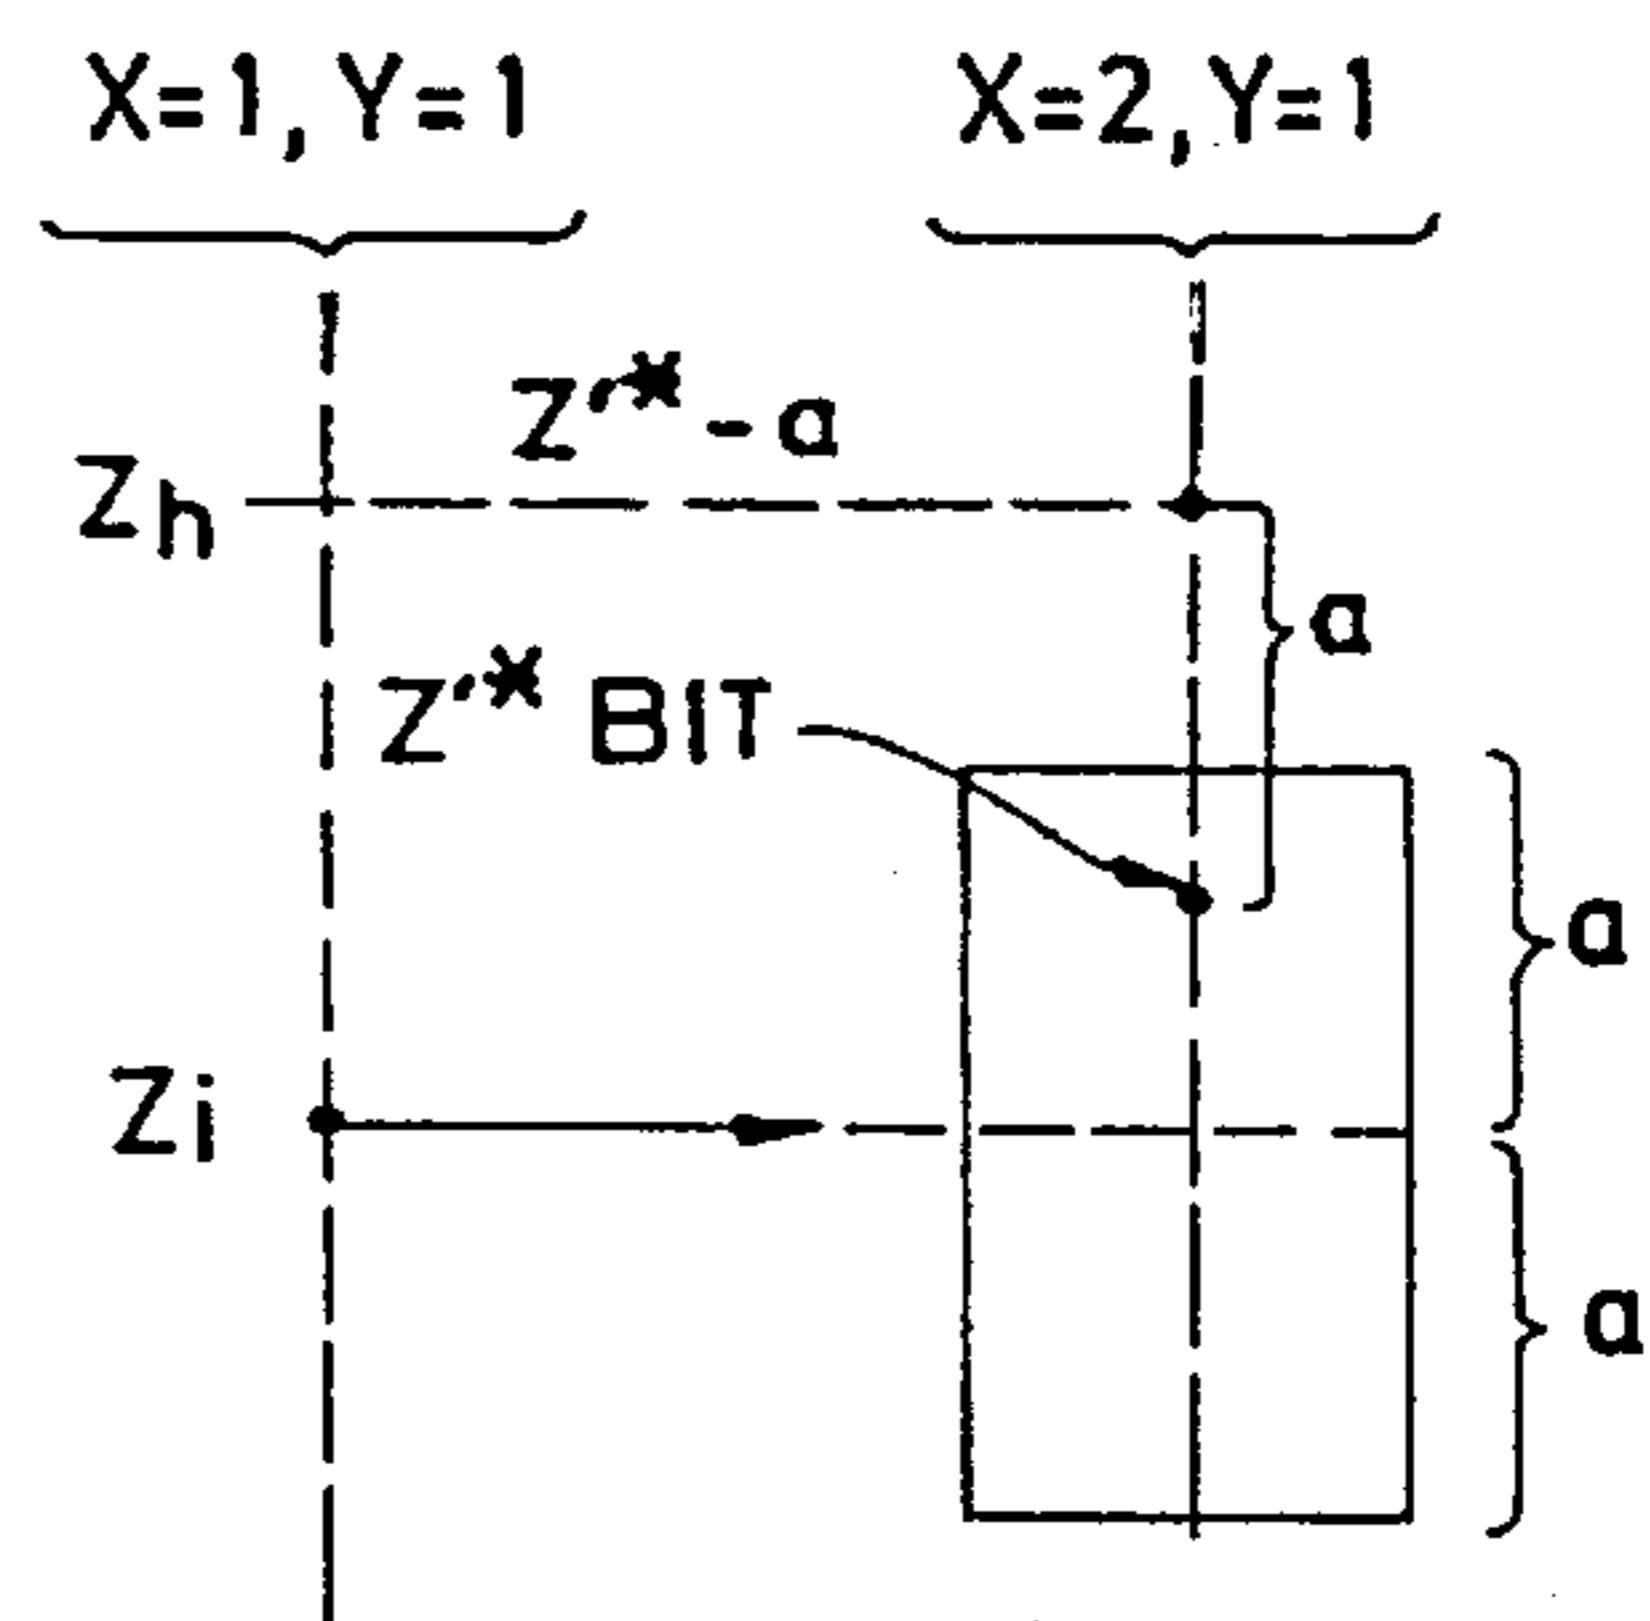 X=1, Y=1 X=2, Y=1
Z'* - a
Zh
a
Z'* BIT
a
Zi
a